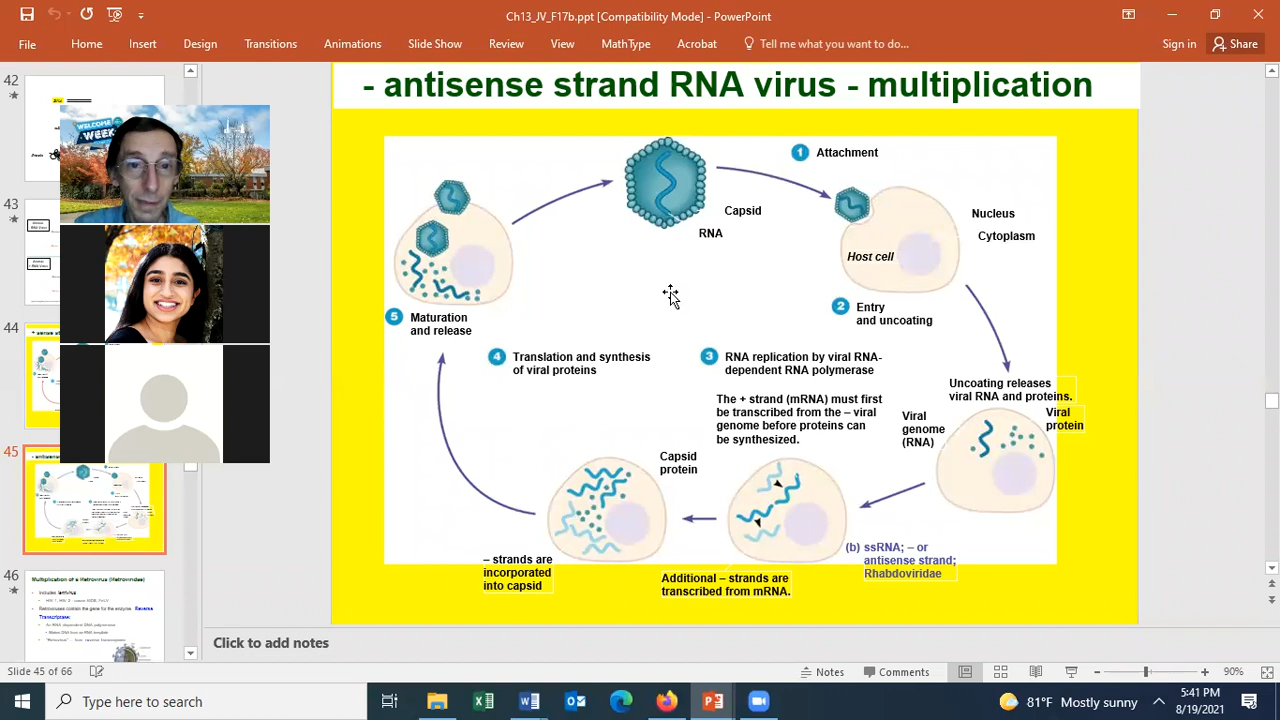 Ch13_JV_F17b.ppt [Compatibility Mode] - PowerPoint
File Home Insert Design Transitions Animations Slide Show Review View MathType Acrobat Tell me what you want to do... Sign in Share
42
43
44
45
46
WELCOME
WEEK
Multiplication of a Retrovirus (Retroviridae)
- antisense strand RNA virus - multiplication
1 Attachment
Capsid
RNA
Nucleus
Cytoplasm
Host cell
2 Entry
and uncoating
5 Maturation
and release
4 Translation and synthesis
of viral proteins
3 RNA replication by viral RNA-
dependent RNA polymerase
The + strand (mRNA) must first
be transcribed from the – viral
genome before proteins can
be synthesized.
Uncoating releases
viral RNA and proteins.
Viral
genome
(RNA)
Viral
protein
Capsid
protein
– strands are
incorporated
into capsid
Additional – strands are
transcribed from mRNA.
(b) ssRNA; – or
antisense strand;
Rhabdoviridae
Click to add notes
Slide 45 of 66
Notes Comments 90%
Type here to search
81°F Mostly sunny
5:41 PM
8/19/2021